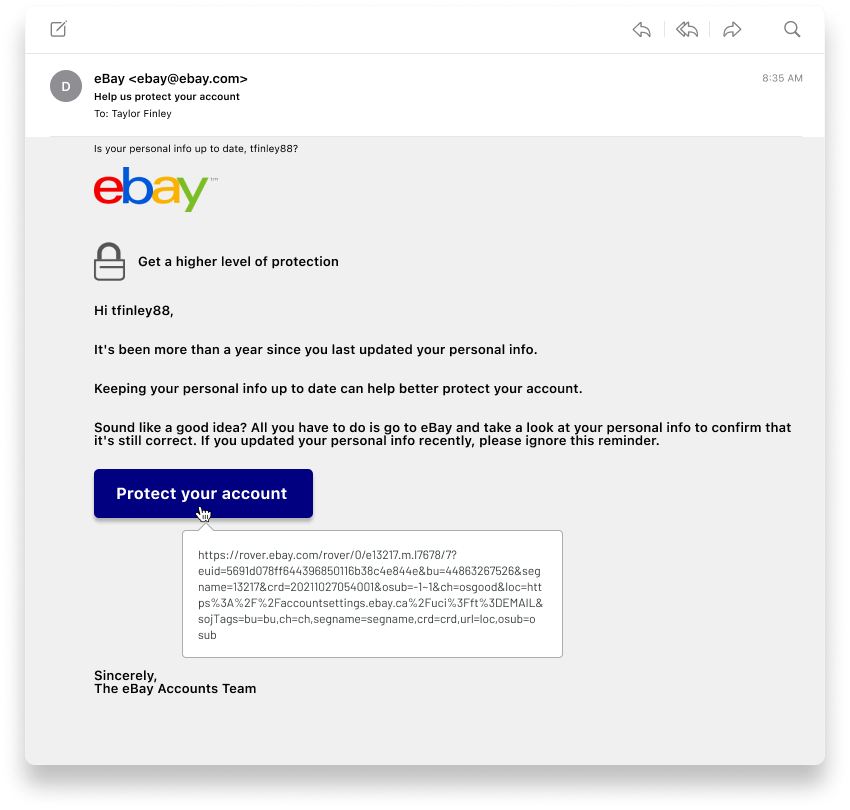 eBay <ebay@ebay.com>
8:35 AM
D
Help us protect your account
To: Taylor Finley
Is your personal info up to date, tfinley88?
ebay™
Get a higher level of protection
Hi tfinley88,
It's been more than a year since you last updated your personal info.
Keeping your personal info up to date can help better protect your account.
Sound like a good idea? All you have to do is go to eBay and take a look at your personal info to confirm that
it's still correct. If you updated your personal info recently, please ignore this reminder.
Protect your account
https://rover.ebay.com/rover/0/e13217.m.l7678/7?
euid=5691d078ff644396850116b38c4e844e&bu=44863267526&seg
name=13217&crd=20211027054001&osub=-1~1&ch=osgood&loc=htt
ps%3A%2F%2Faccountsettings.ebay.ca%2Fuci%3Fft%3DEMAIL&
sojTags=bu=bu,ch=ch,segname=segname,crd=crd,url=loc,osub=o
sub
Sincerely,
The eBay Accounts Team